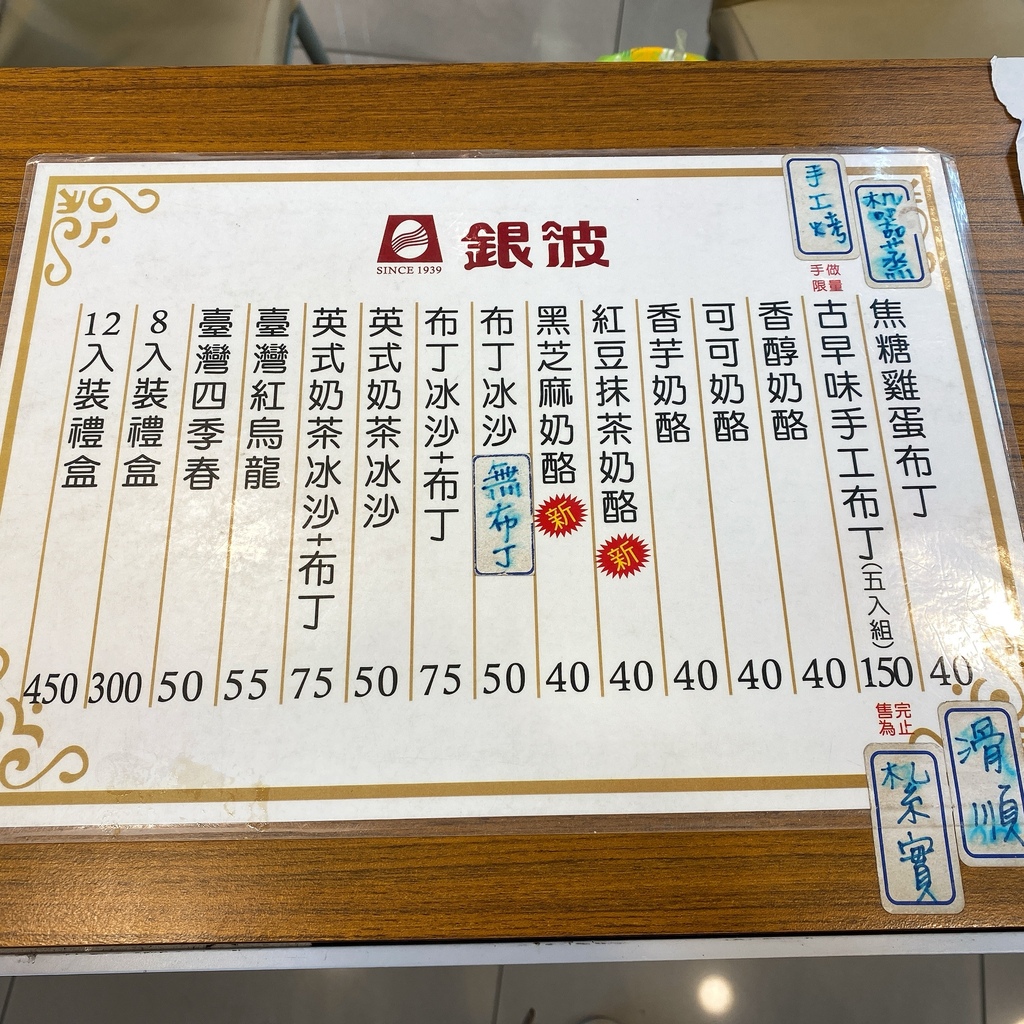 銀波
SINCE 1939
手工烤
机器蒸
手做
限量
焦糖雞蛋布丁 40
古早味手工布丁(五入組) 150
香醇奶酪 40
可可奶酪 40
香芋奶酪 40
紅豆抹茶奶酪 新 40
黑芝麻奶酪 新 40
布丁冰沙 無布丁 50
布丁冰沙+布丁 75
英式奶茶冰沙 50
英式奶茶冰沙+布丁 75
臺灣紅烏龍 55
臺灣四季春 50
8入裝禮盒 300
12入裝禮盒 450
售完
為止
滑順
札系實